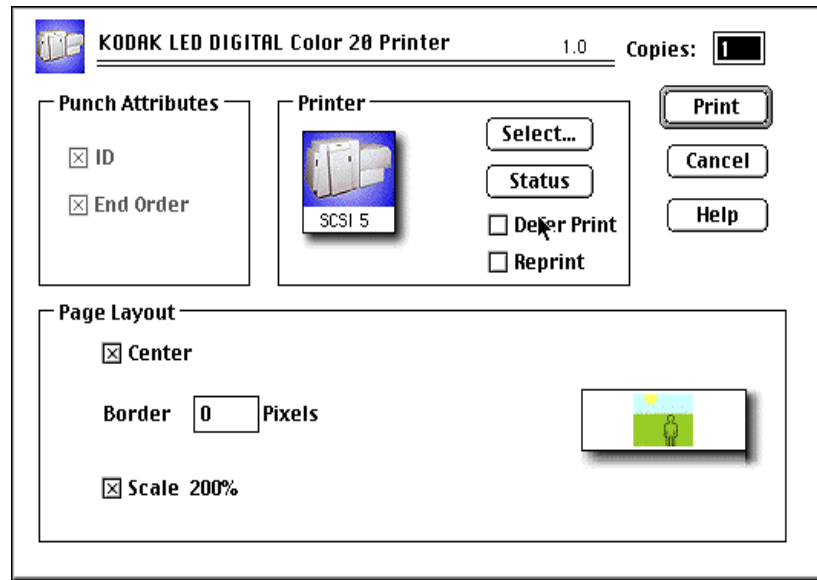 KODAK LED DIGITAL Color 20 Printer 1.0 Copies: 1
Punch Attributes
ID
End Order
Printer
SCSI 5
Select...
Status
Defer Print
Reprint
Print
Cancel
Help
Page Layout
Center
Border 0 Pixels
Scale 200%